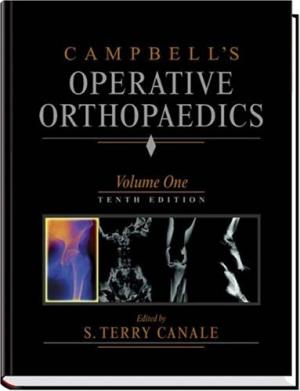 CAMPBELL'S
OPERATIVE
ORTHOPAEDICS
Volume One
TENTH EDITION
Edited by
S. TERRY CANALE